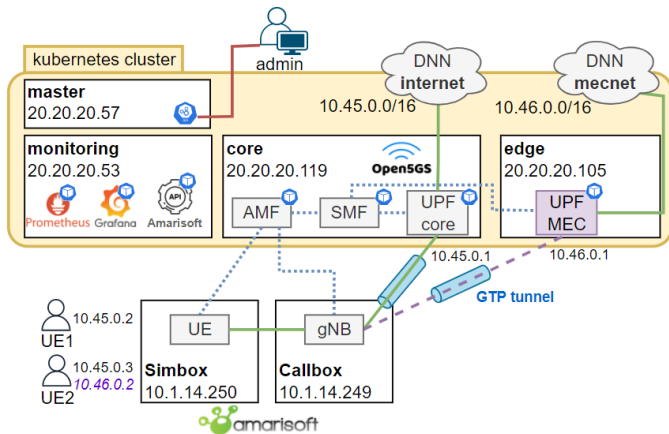 kubernetes cluster
admin
DNN
internet
DNN
mecnet
master
20.20.20.57
10.45.0.0/16
10.46.0.0/16
monitoring
20.20.20.53
Prometheus
Grafana
API
Amarisoft
core
20.20.20.119
Open5GS
AMF
SMF
UPF
core
edge
20.20.20.105
UPF
MEC
10.45.0.1
10.46.0.1
GTP tunnel
10.45.0.2
UE1
10.45.0.3
10.46.0.2
UE2
UE
Simbox
10.1.14.250
gNB
Callbox
10.1.14.249
amarisoft